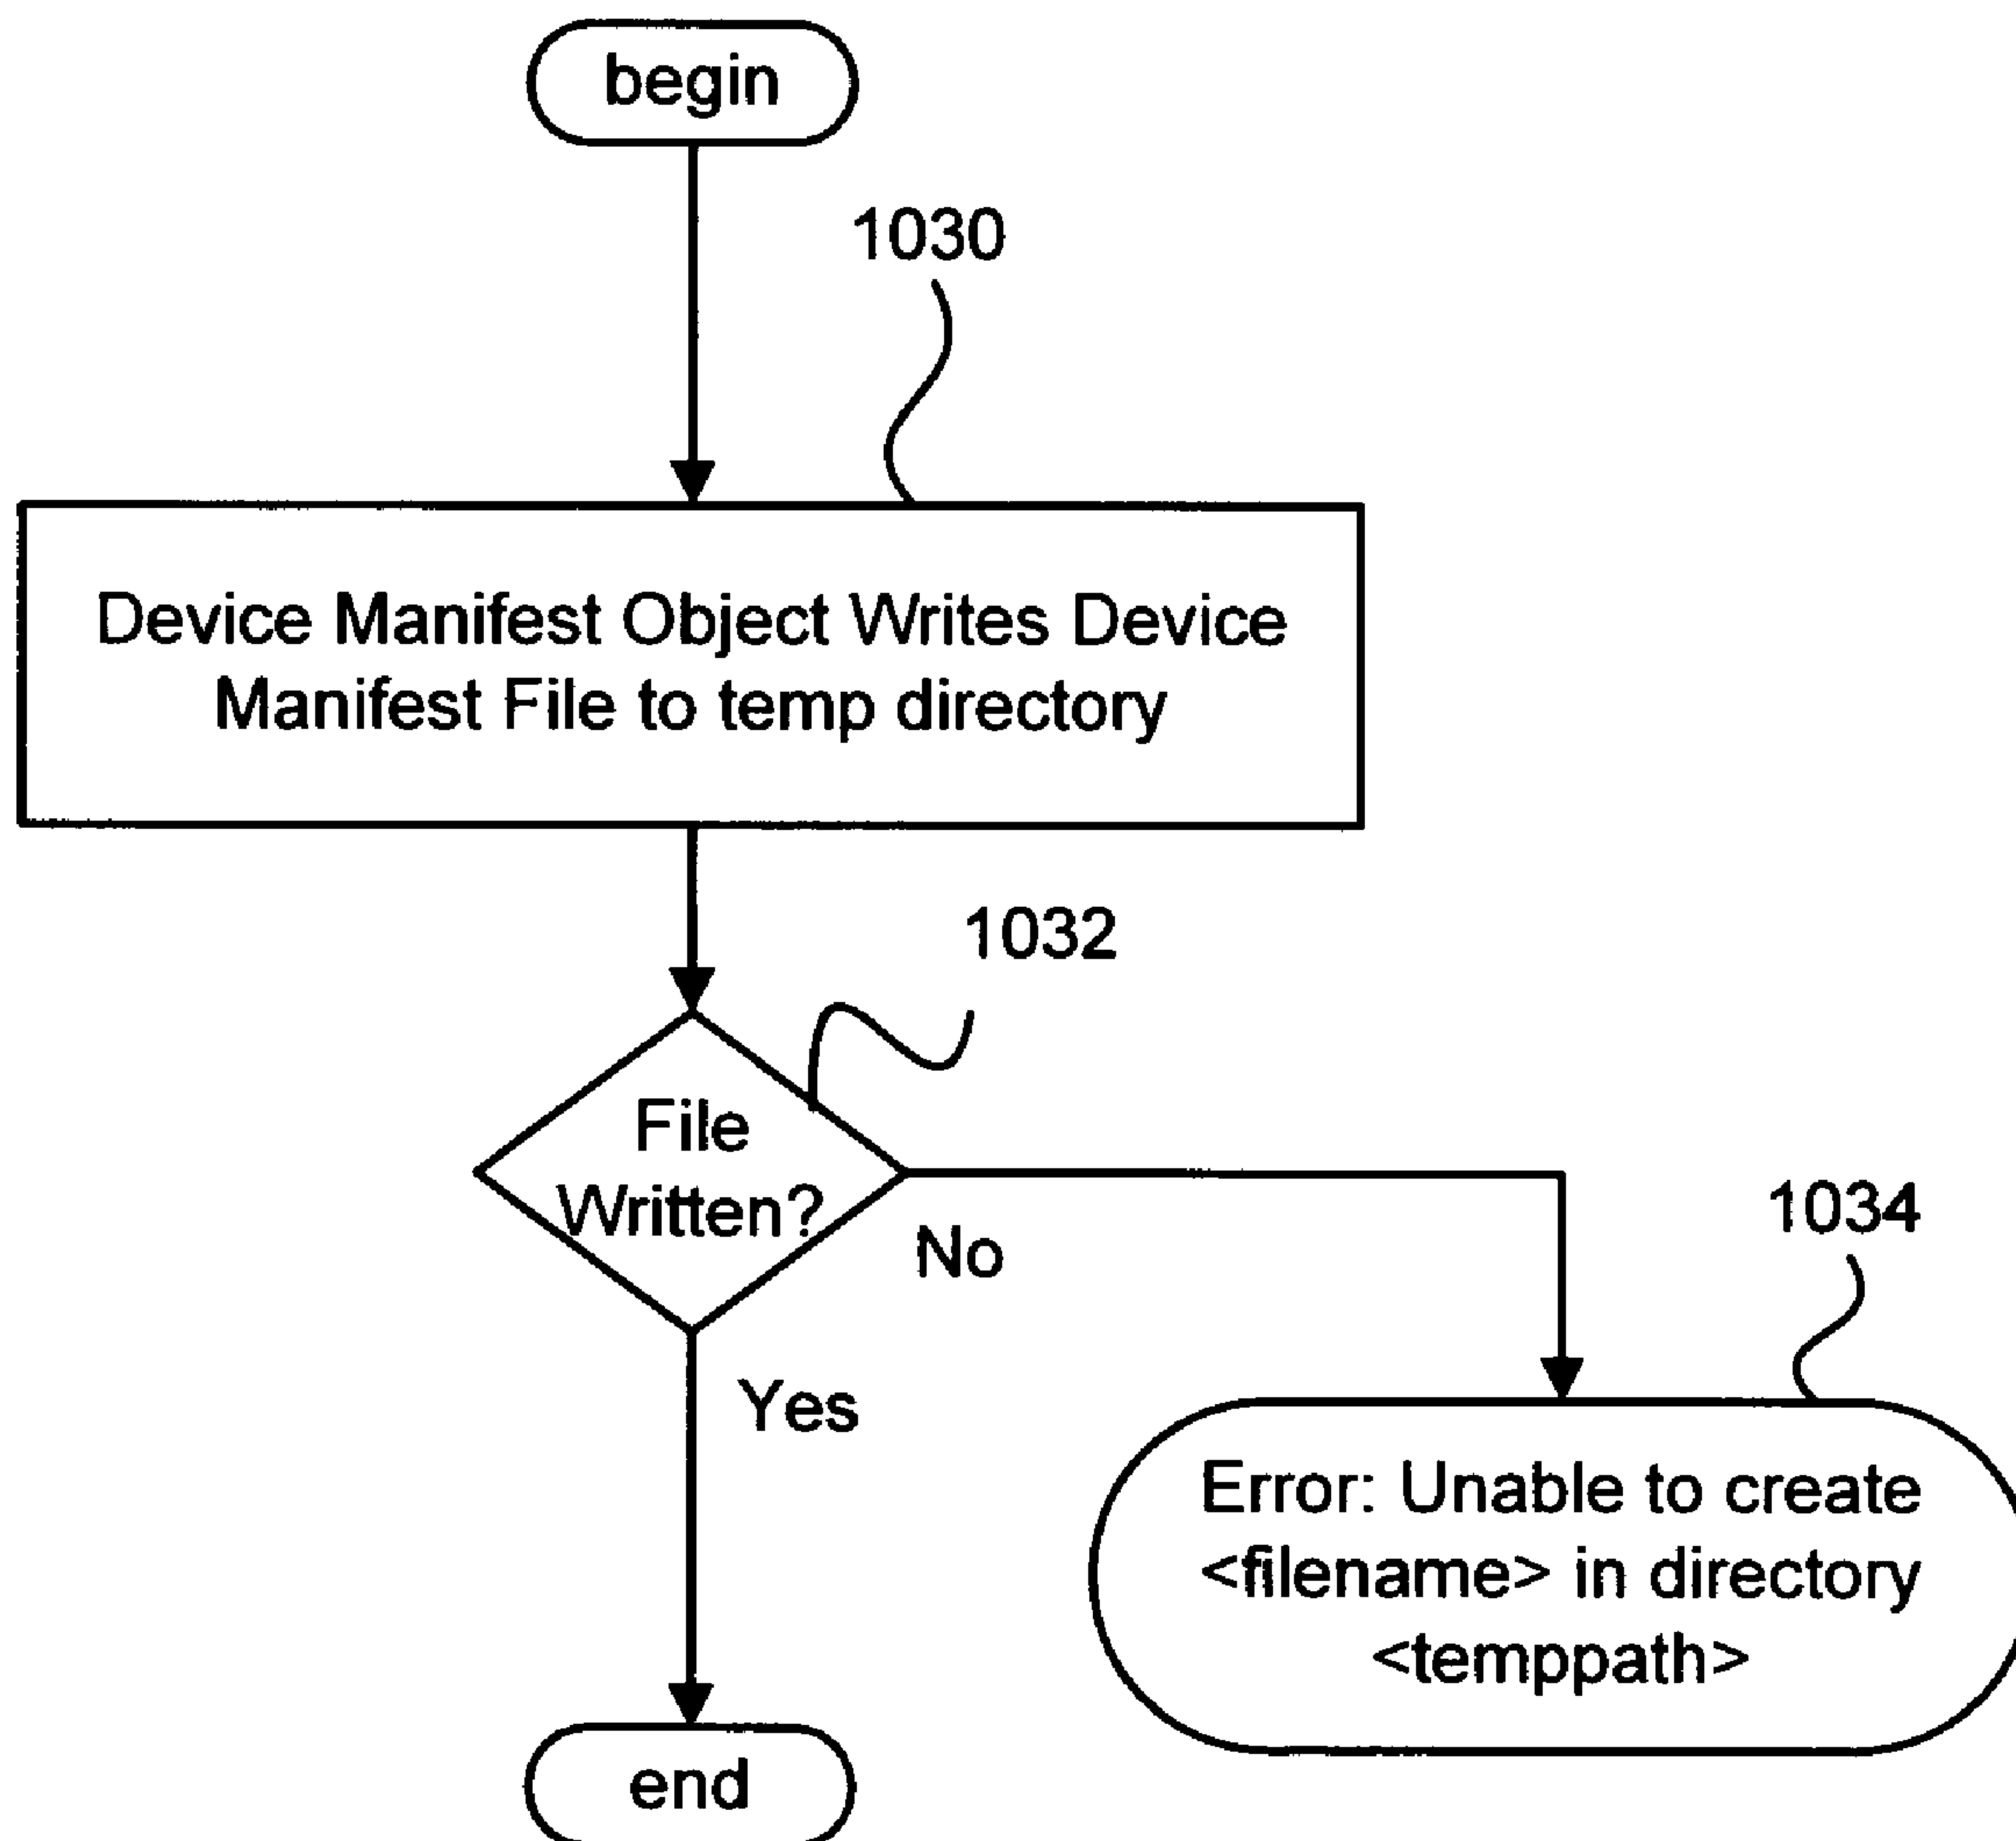 begin
1030
Device Manifest Object Writes Device
Manifest File to temp directory
1032
File
Written?
No
Yes
1034
Error: Unable to create
<filename> in directory
<temppath>
end